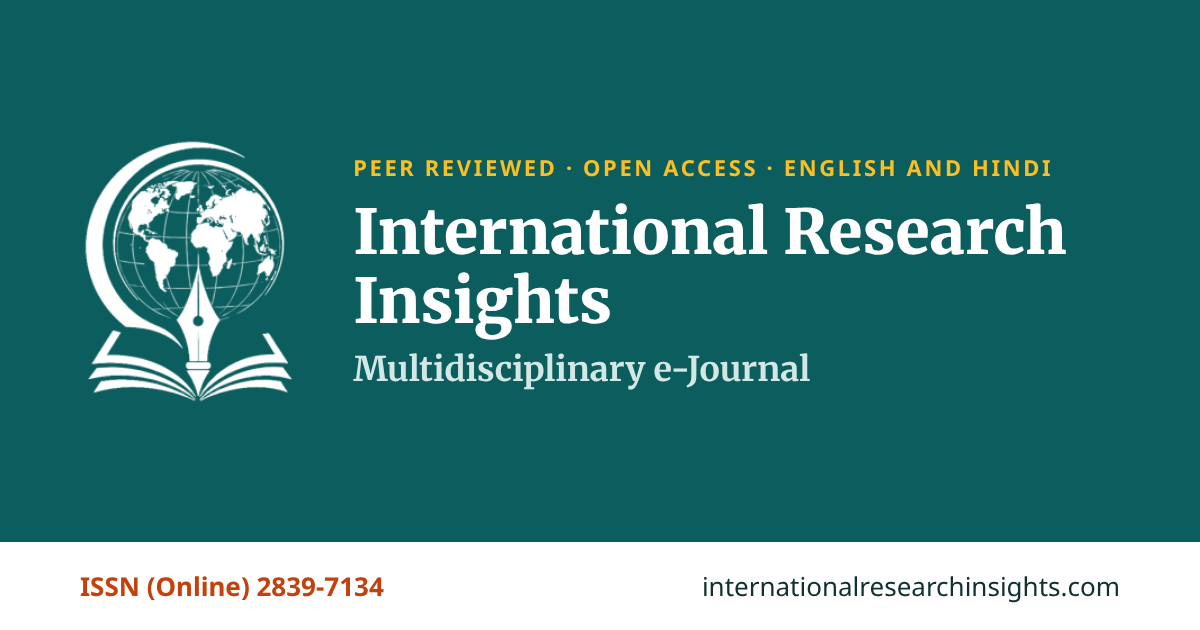 PEER REVIEWED · OPEN ACCESS · ENGLISH AND HINDI
International Research
Insights
Multidisciplinary e-Journal
ISSN (Online) 2839-7134
internationalresearchinsights.com